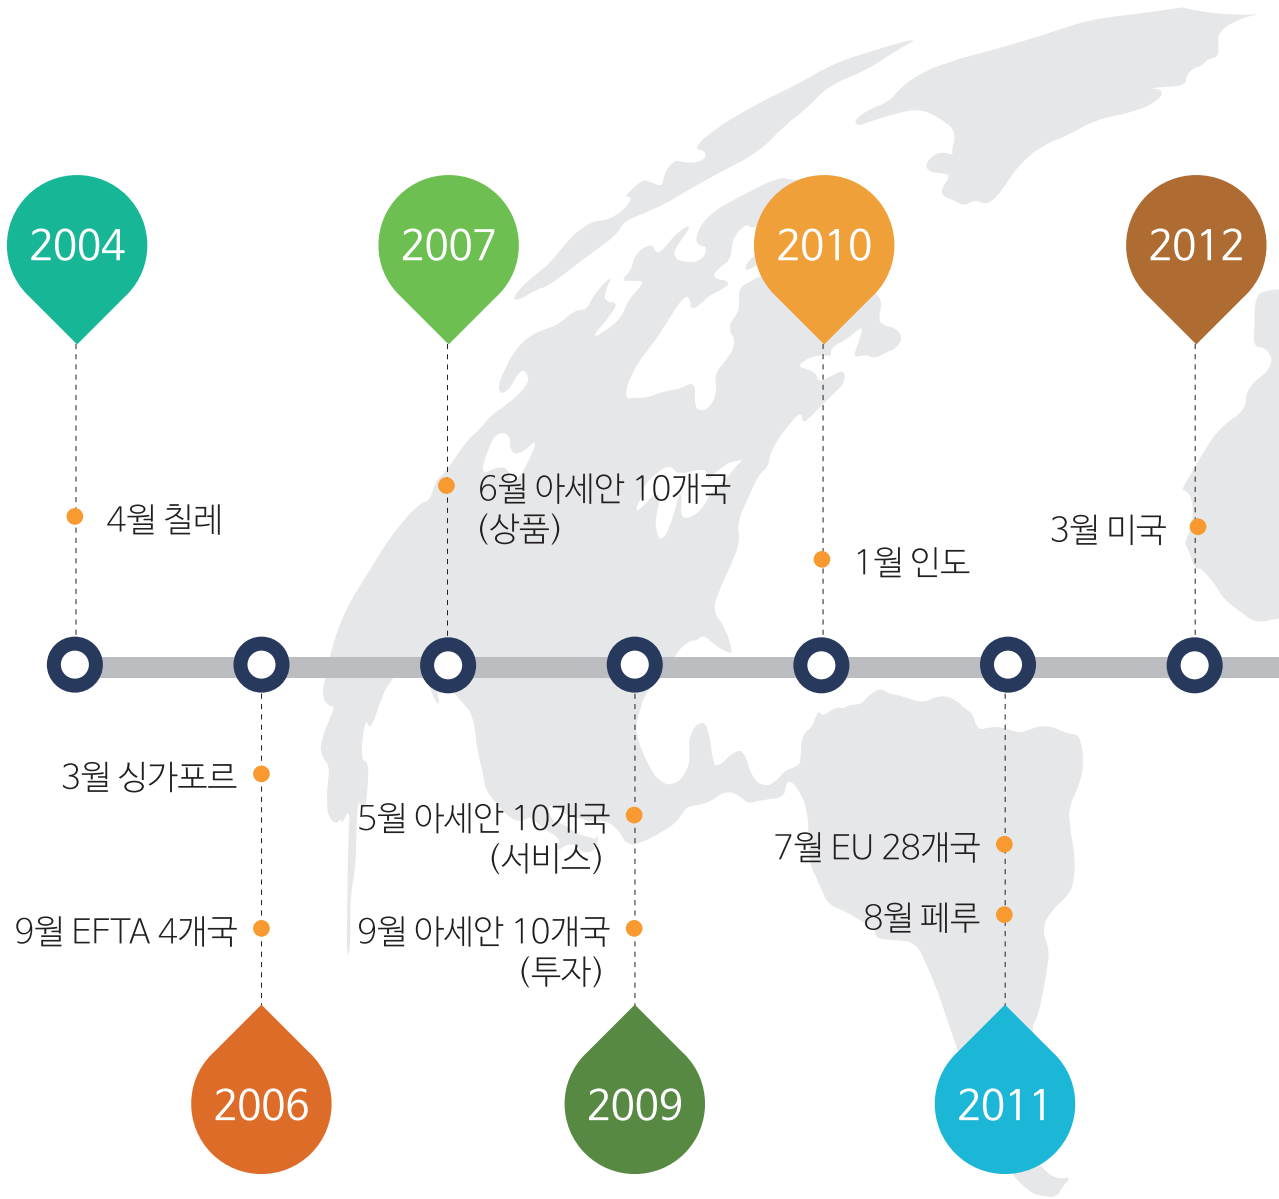 2004
4월 칠레
2006
3월 싱가포르
9월 EFTA 4개국
2007
6월 아세안 10개국
(상품)
2009
5월 아세안 10개국
(서비스)
9월 아세안 10개국
(투자)
2010
1월 인도
2011
7월 EU 28개국
8월 페루
2012
3월 미국